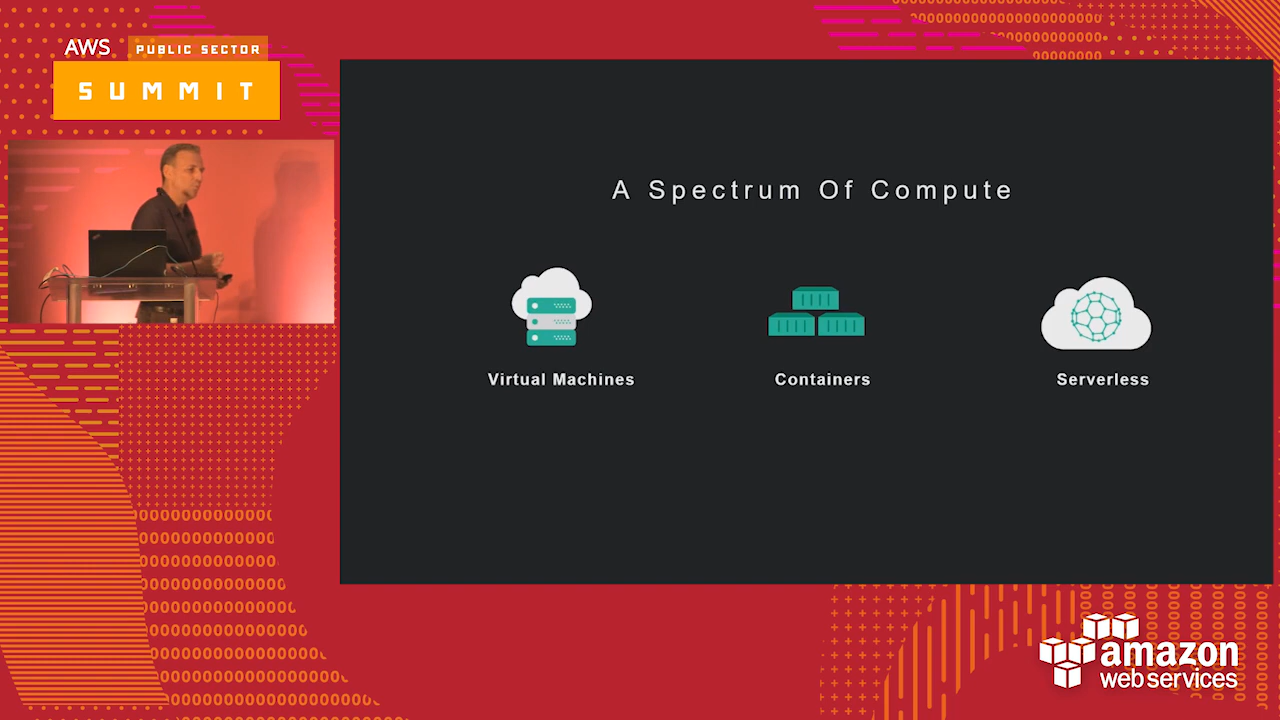 AWS PUBLIC SECTOR
SUMMIT
A Spectrum Of Compute
Virtual Machines
Containers
Serverless
amazon
web services